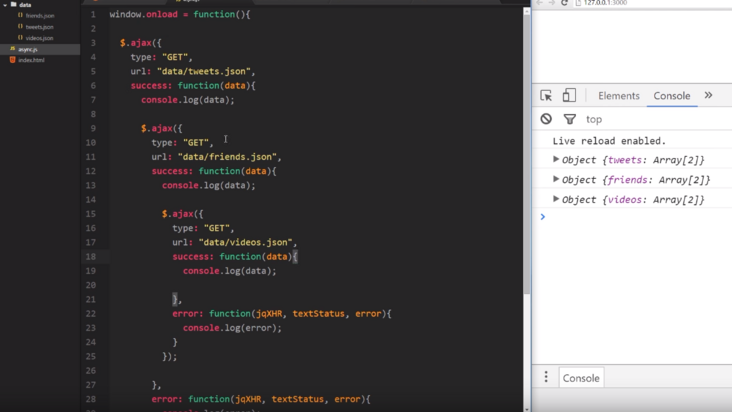 data
friends.json
tweets.json
videos.json
async.js
index.html
1 window.onload = function(){
2
3 $.ajax({
4 type: "GET",
5 url: "data/tweets.json",
6 success: function(data){
7 console.log(data);
8
9 $.ajax({
10 type: "GET",
11 url: "data/friends.json",
12 success: function(data){
13 console.log(data);
14
15 $.ajax({
16 type: "GET",
17 url: "data/videos.json",
18 success: function(data){
19 console.log(data);
20
21 },
22 error: function(jqXHR, textStatus, error){
23 console.log(error);
24 }
25 });
26
27 },
28 error: function(jqXHR, textStatus, error){
127.0.0.1:3000
Elements Console »
top
Live reload enabled.
Object {tweets: Array[2]}
Object {friends: Array[2]}
Object {videos: Array[2]}
Console